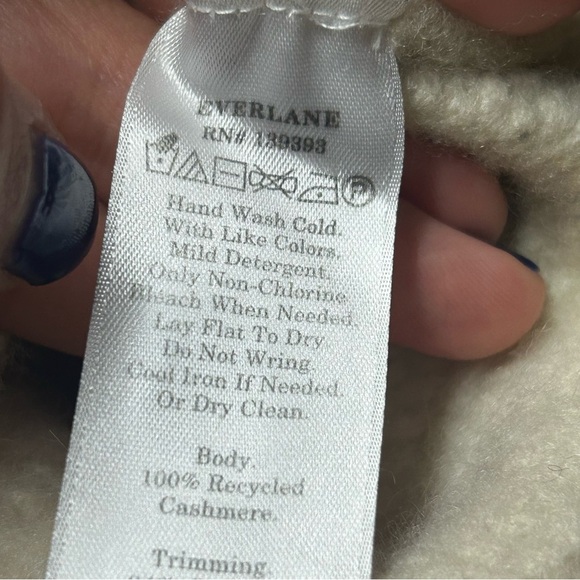 EVERLANE
RN# 139393
P
Hand Wash Cold.
With Like Colors.
Mild Detergent.
Only Non-Chlorine
Bleach When Needed.
Lay Flat To Dry
Do Not Wring.
Cool Iron If Needed.
Or Dry Clean.
Body.
100% Recycled
Cashmere.
Trimming.